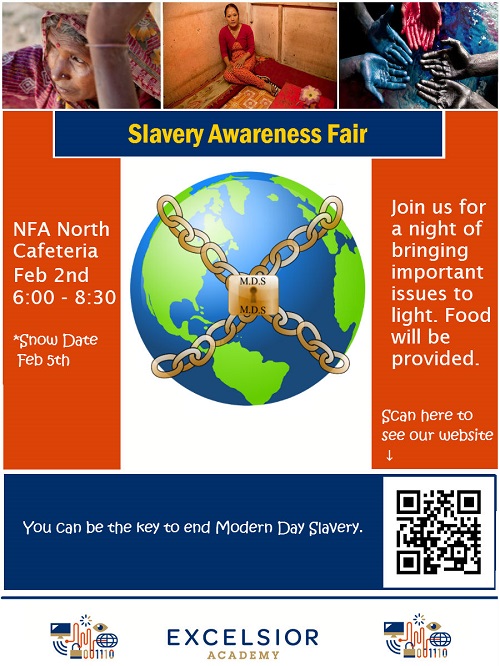 Slavery Awareness Fair
NFA North
Cafeteria
Feb 2nd
6:00 - 8:30
*Snow Date
Feb 5th
M.D.S
M.D.S
Join us for
a night of
bringing
important
issues to
light. Food
will be
provided.
Scan here to
see our website
↓
You can be the key to end Modern Day Slavery.
1110
EXCELSIOR
ACADEMY
1110